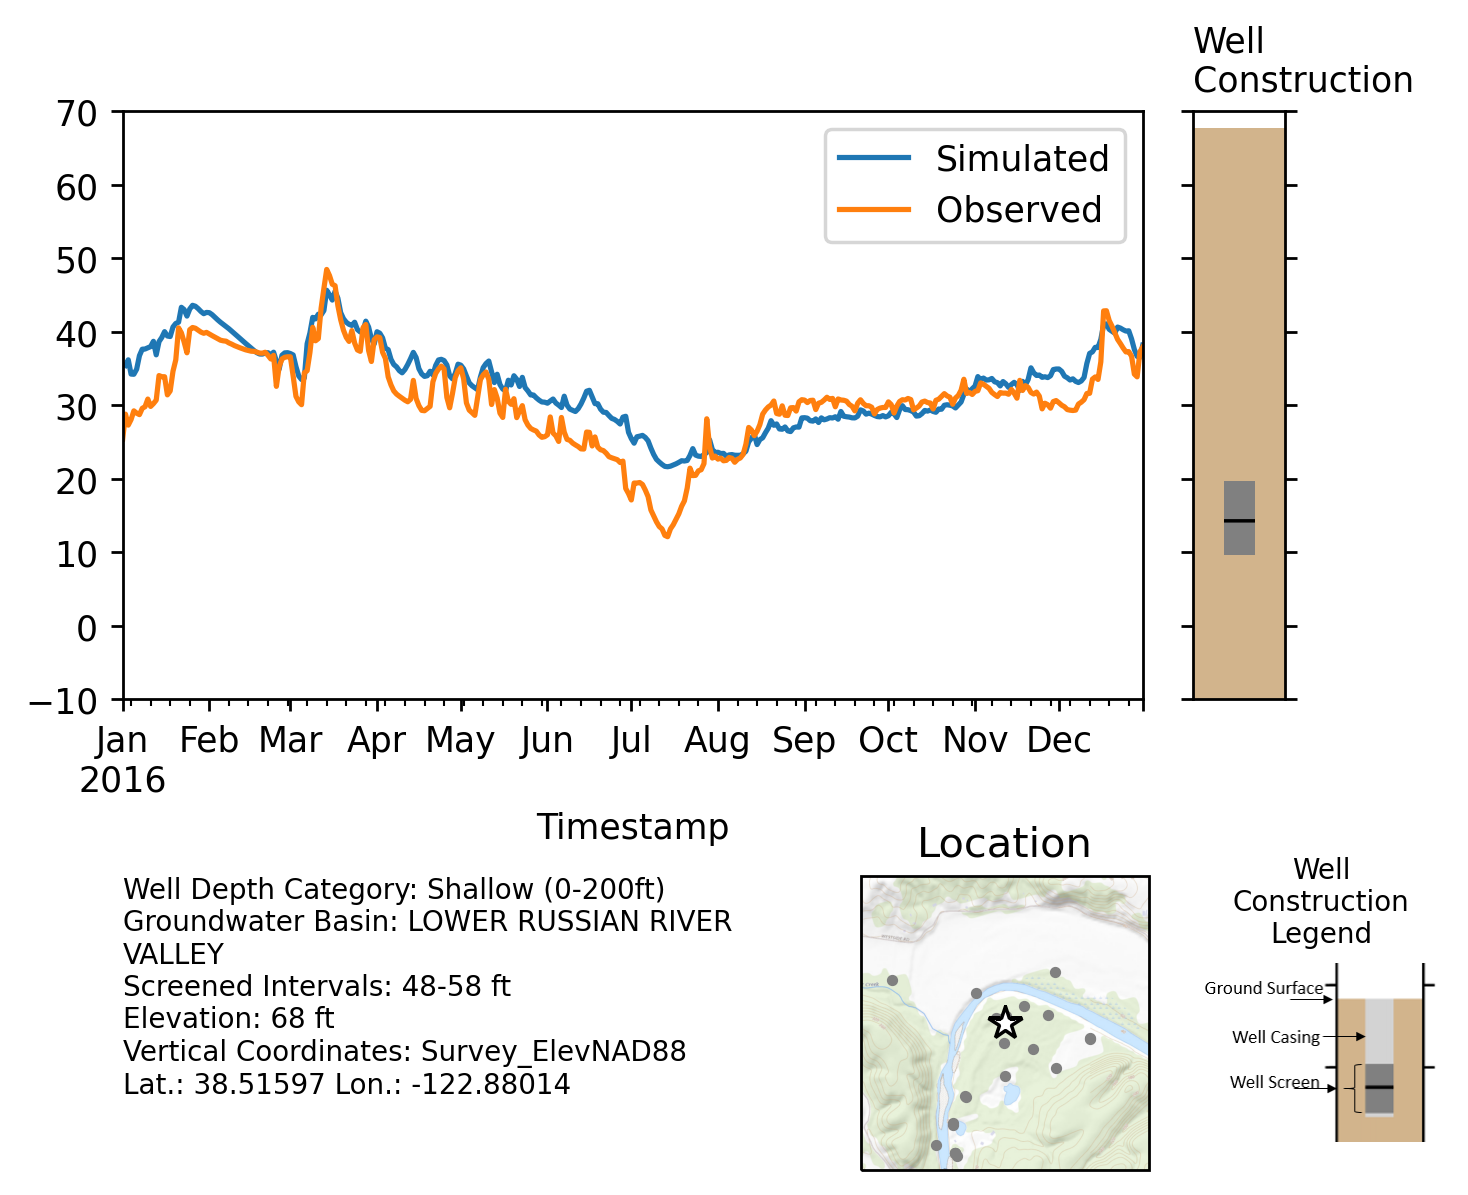 Well
Construction
70
60
50
40
30
20
10
0
−10
Simulated
Observed
Jan Feb Mar Apr May Jun Jul Aug Sep Oct Nov Dec
2016
Timestamp
Well Depth Category: Shallow (0-200ft)
Groundwater Basin: LOWER RUSSIAN RIVER
VALLEY
Screened Intervals: 48-58 ft
Elevation: 68 ft
Vertical Coordinates: Survey_ElevNAD88
Lat.: 38.51597 Lon.: -122.88014
Location
Well
Construction
Legend
Ground Surface
Well Casing
Well Screen